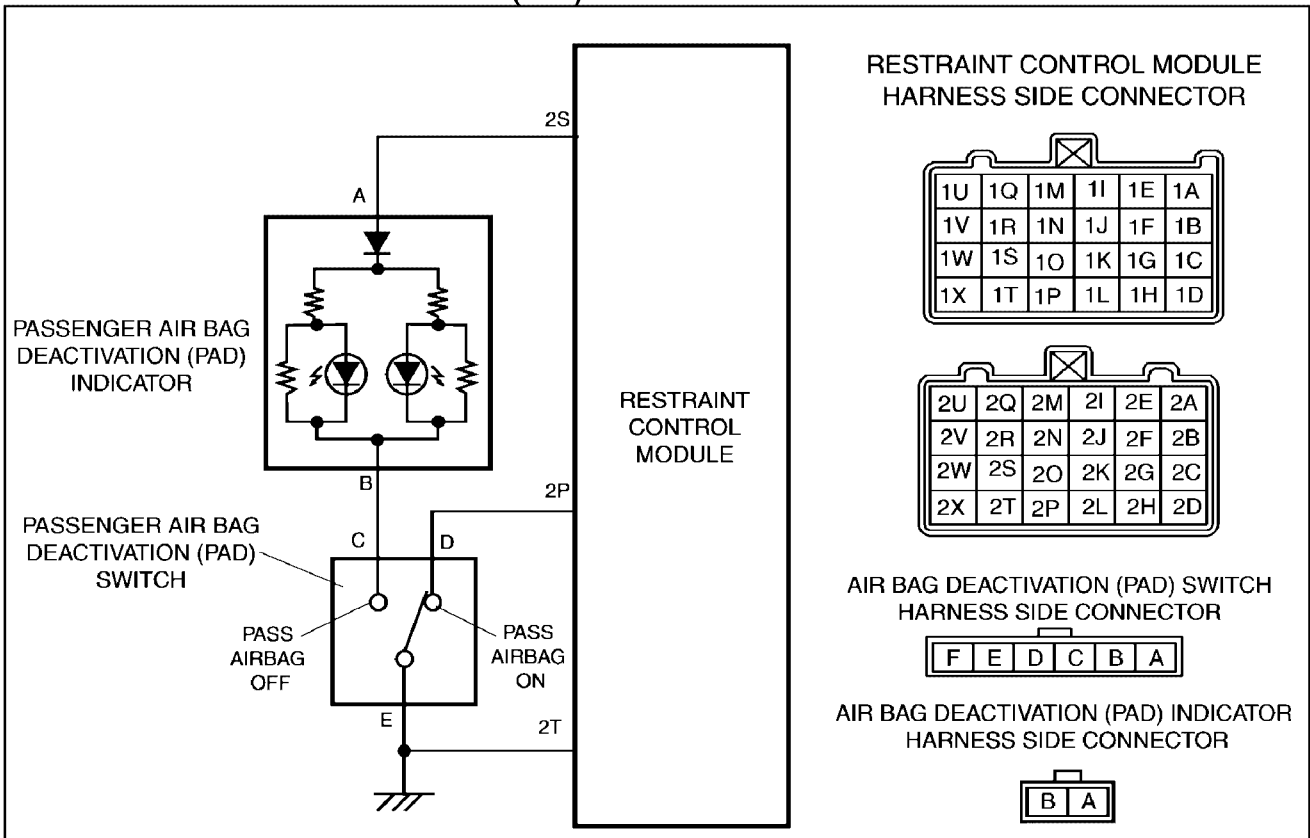 2S
A
PASSENGER AIR BAG
DEACTIVATION (PAD)
INDICATOR
B
2P
PASSENGER AIR BAG
DEACTIVATION (PAD)
SWITCH
C D
PASS
AIRBAG
OFF
PASS
AIRBAG
ON
E
2T
RESTRAINT
CONTROL
MODULE
RESTRAINT CONTROL MODULE
HARNESS SIDE CONNECTOR
1U 1Q 1M 1I 1E 1A
1V 1R 1N 1J 1F 1B
1W 1S 1O 1K 1G 1C
1X 1T 1P 1L 1H 1D
2U 2Q 2M 2I 2E 2A
2V 2R 2N 2J 2F 2B
2W 2S 2O 2K 2G 2C
2X 2T 2P 2L 2H 2D
AIR BAG DEACTIVATION (PAD) SWITCH
HARNESS SIDE CONNECTOR
F E D C B A
AIR BAG DEACTIVATION (PAD) INDICATOR
HARNESS SIDE CONNECTOR
B A